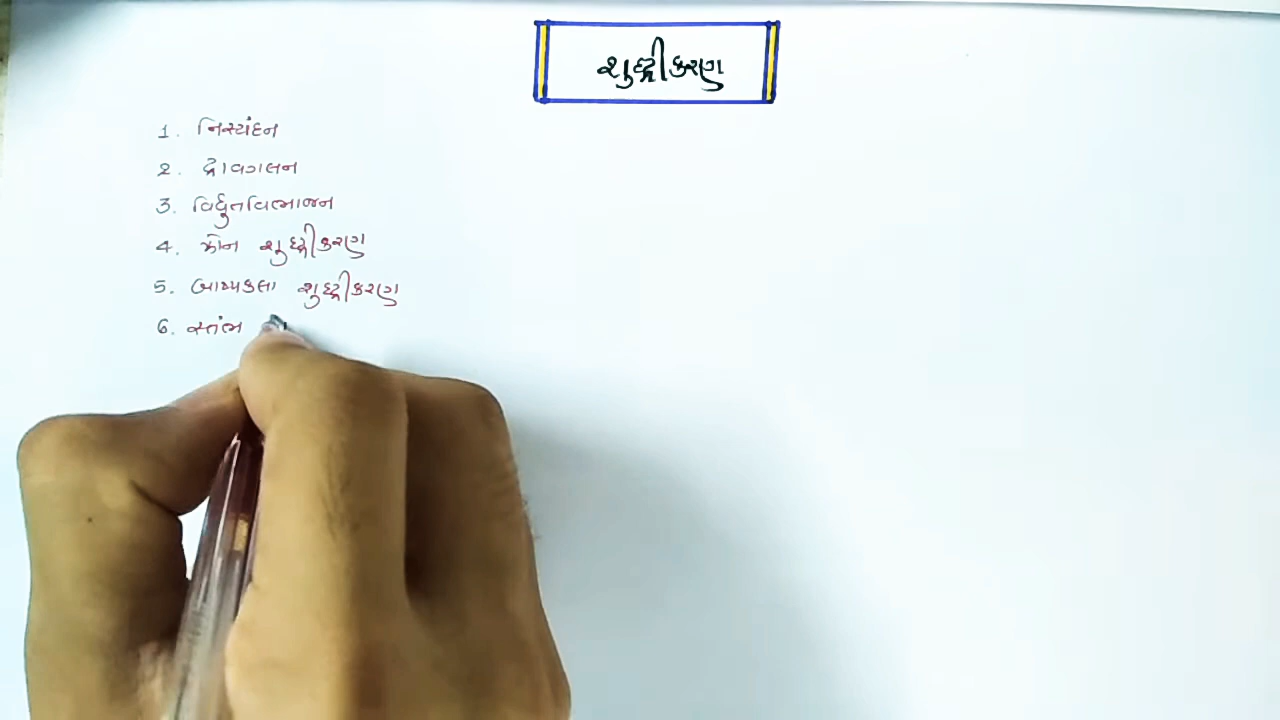 શુદ્ધીકરણ
1. નિસ્યંદન
2. દ્રાવગલન
3. વિદ્યુતવિભાજન
4. ઝોન શુદ્ધીકરણ
5. બાષ્પકલા શુદ્ધીકરણ
6. સ્તંભ